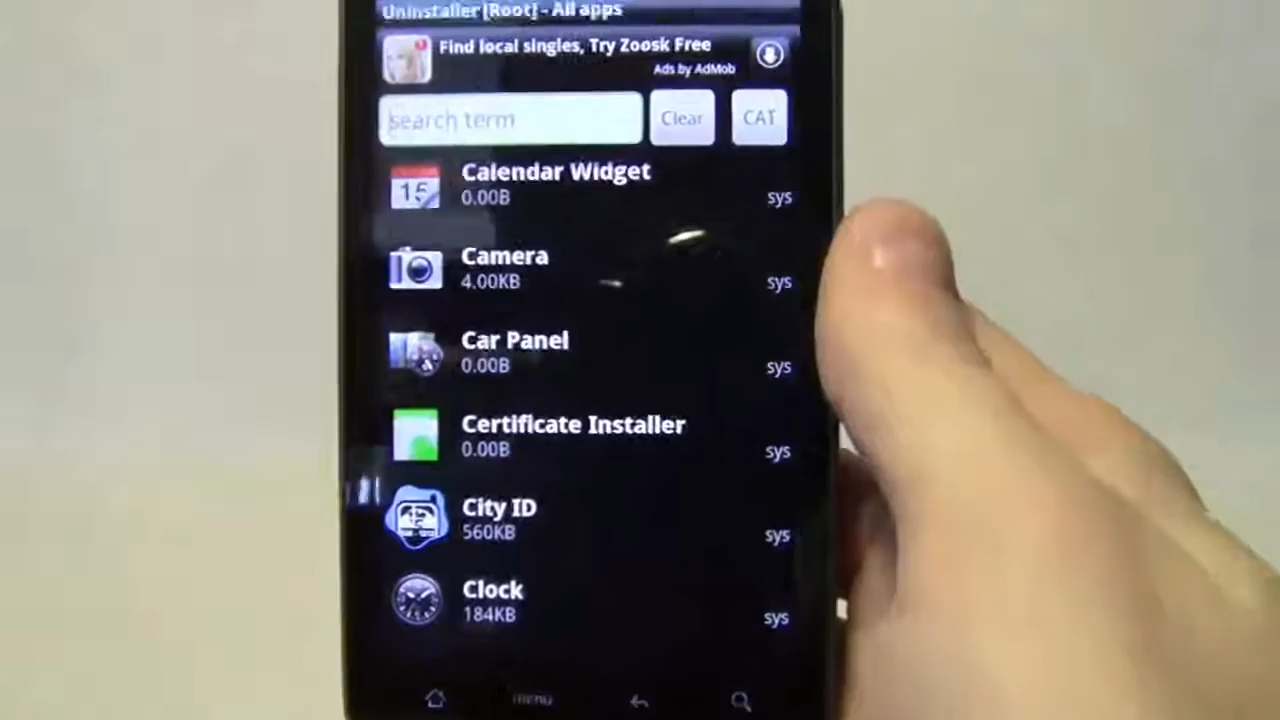 Uninstaller [Root] - All apps
Find local singles, Try Zoosk Free
Ads by AdMob
search term
Clear
CAT
Calendar Widget
0.00B
sys
15
Camera
4.00KB
sys
Car Panel
0.00B
sys
Certificate Installer
0.00B
sys
City ID
560KB
sys
Clock
184KB
sys
menu